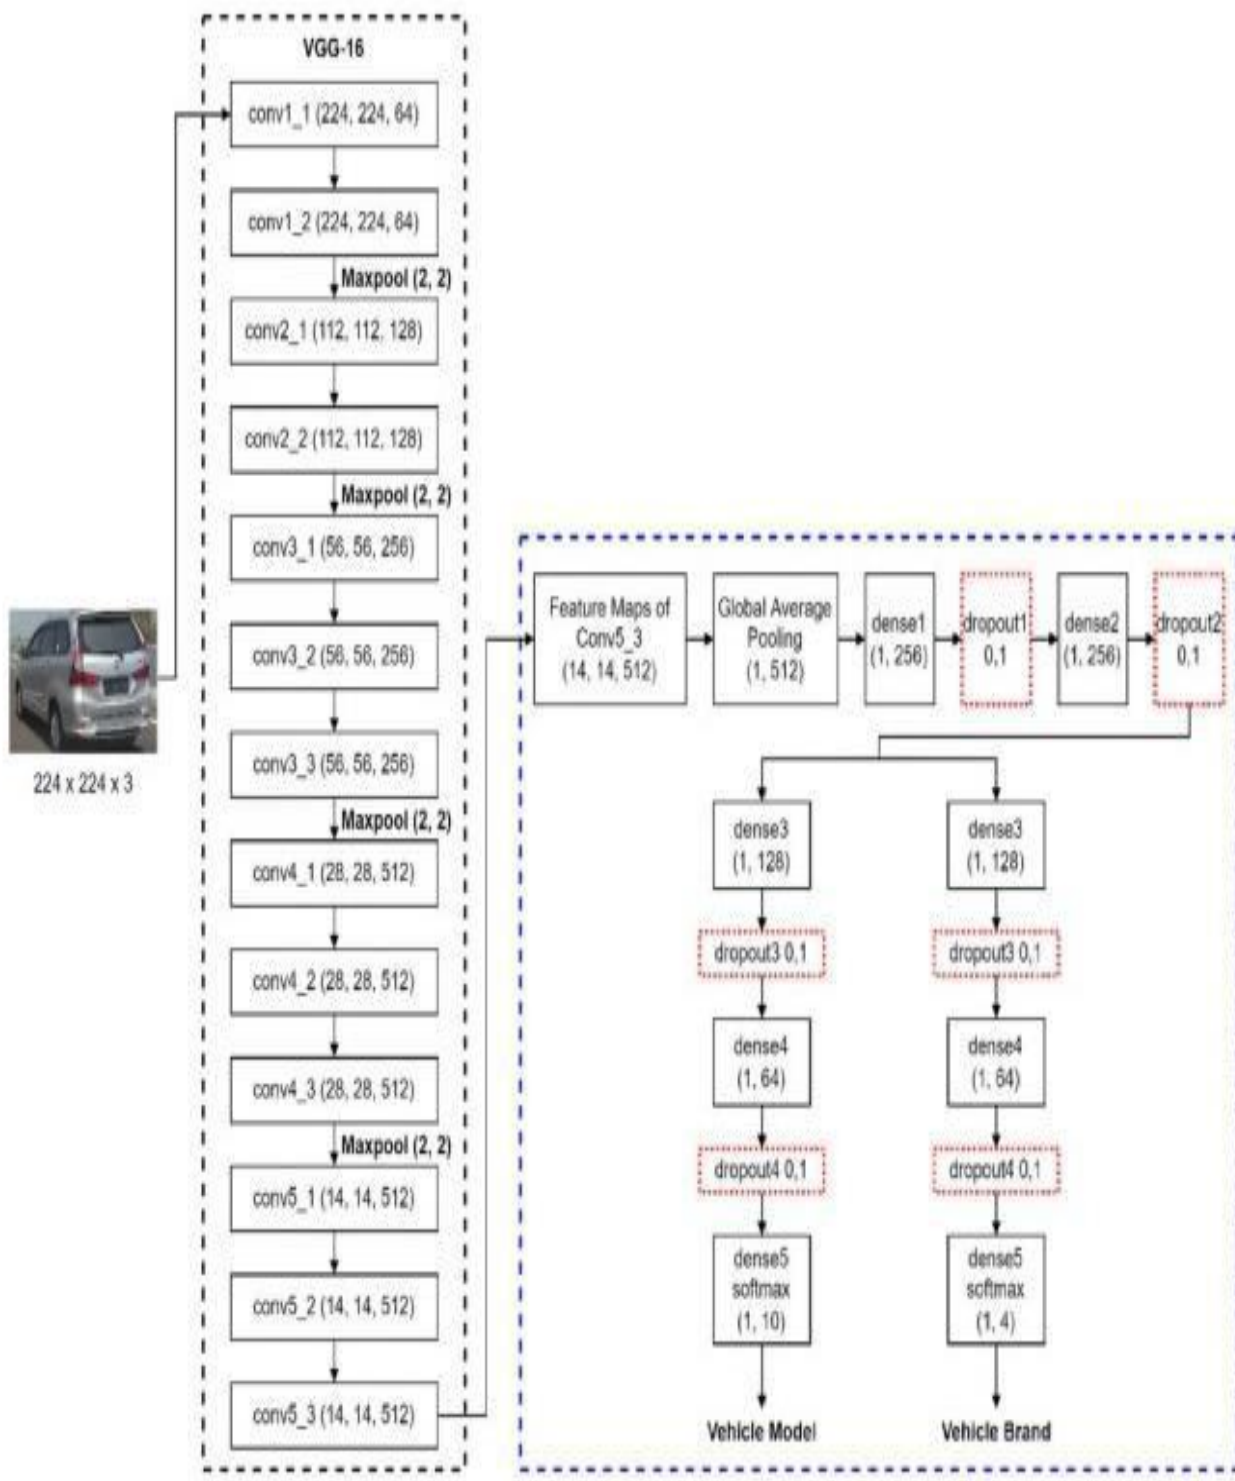 VGG-16
conv1_1 (224, 224, 64)
conv1_2 (224, 224, 64)
Maxpool (2, 2)
conv2_1 (112, 112, 128)
conv2_2 (112, 112, 128)
Maxpool (2, 2)
conv3_1 (56, 56, 256)
conv3_2 (56, 56, 256)
conv3_3 (56, 56, 256)
Maxpool (2, 2)
conv4_1 (28, 28, 512)
conv4_2 (28, 28, 512)
conv4_3 (28, 28, 512)
Maxpool (2, 2)
conv5_1 (14, 14, 512)
conv5_2 (14, 14, 512)
conv5_3 (14, 14, 512)
224 x 224 x 3
Feature Maps of
Conv5_3
(14, 14, 512)
Global Average
Pooling
(1, 512)
dense1
(1, 256)
dropout1
0,1
dense2
(1, 256)
dropout2
0,1
dense3
(1, 128)
dropout3 0,1
dense4
(1, 64)
dropout4 0,1
dense5
softmax
(1, 10)
Vehicle Model
dense3
(1, 128)
dropout3 0,1
dense4
(1, 64)
dropout4 0,1
dense5
softmax
(1, 4)
Vehicle Brand